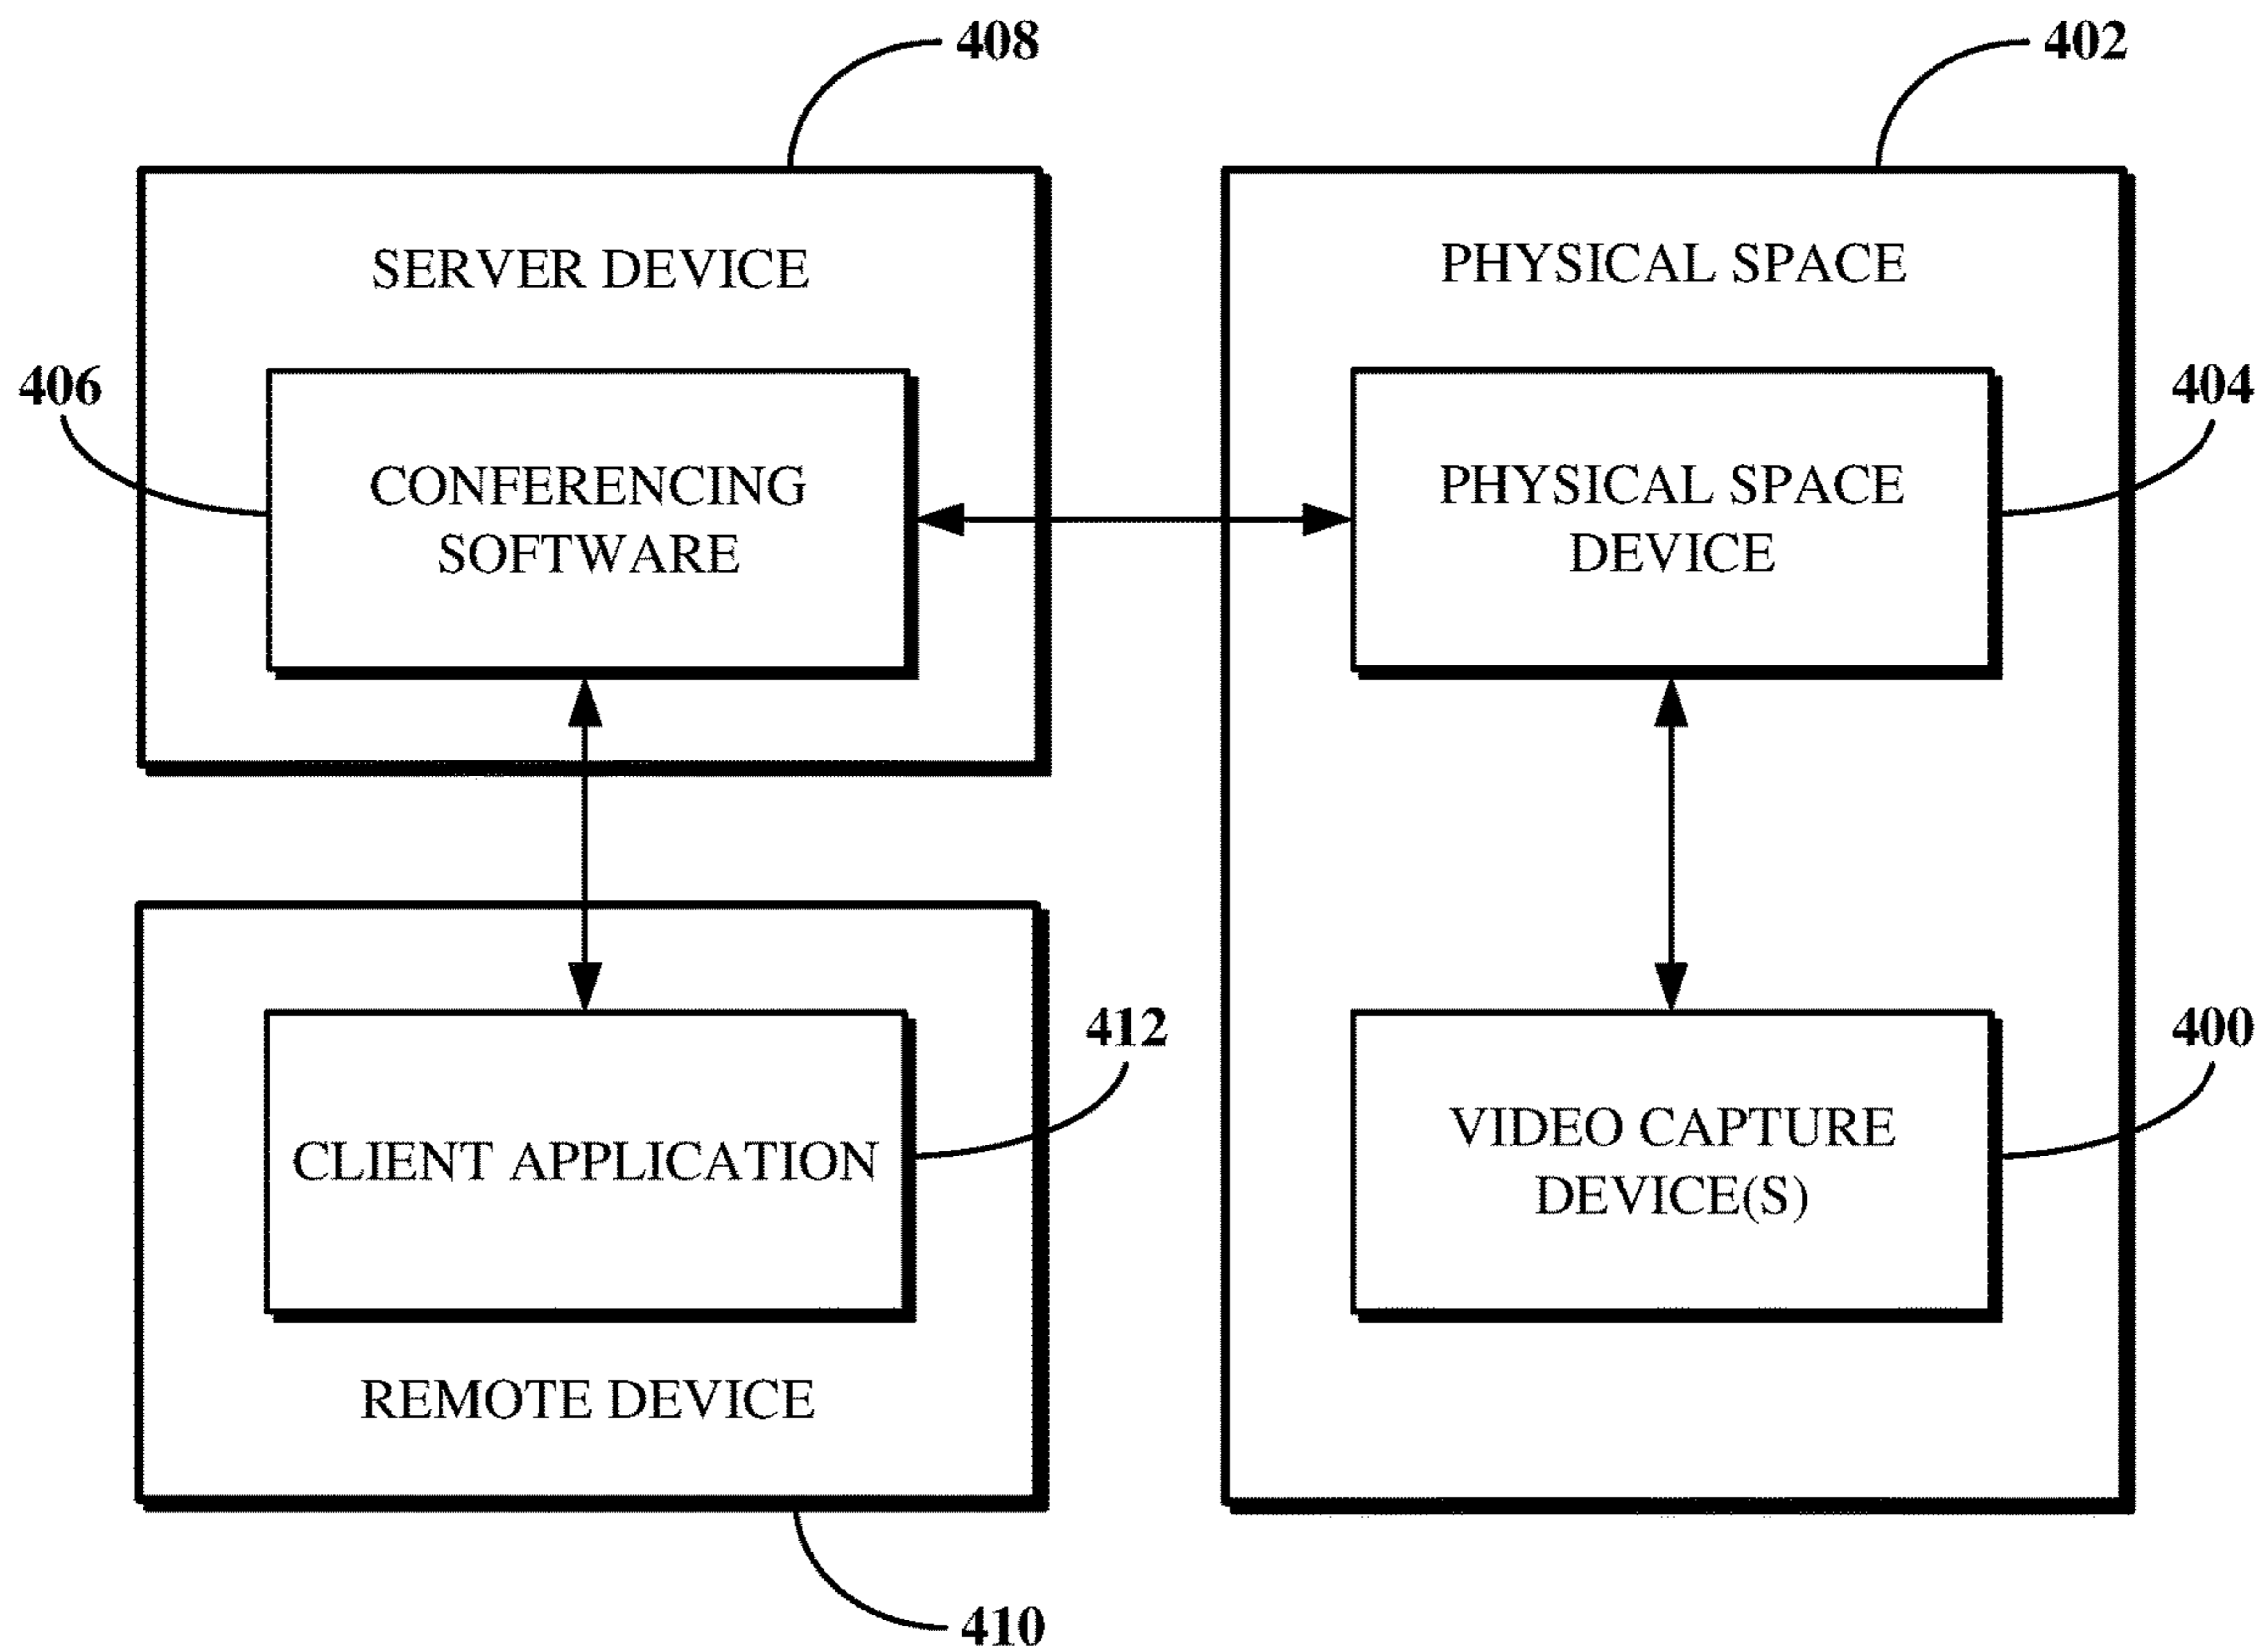 408
402
SERVER DEVICE
PHYSICAL SPACE
406
404
CONFERENCING
SOFTWARE
PHYSICAL SPACE
DEVICE
412
400
CLIENT APPLICATION
VIDEO CAPTURE
DEVICE(S)
REMOTE DEVICE
410